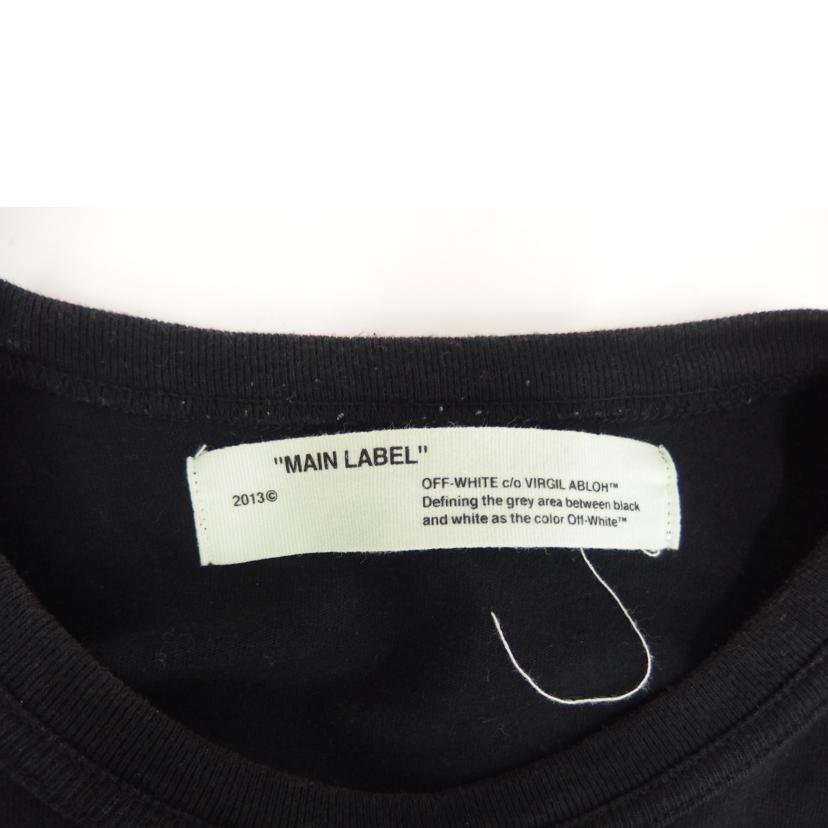 "MAIN LABEL"
2013©
OFF-WHITE c/o VIRGIL ABLOH™
Defining the grey area between black
and white as the color Off-White™